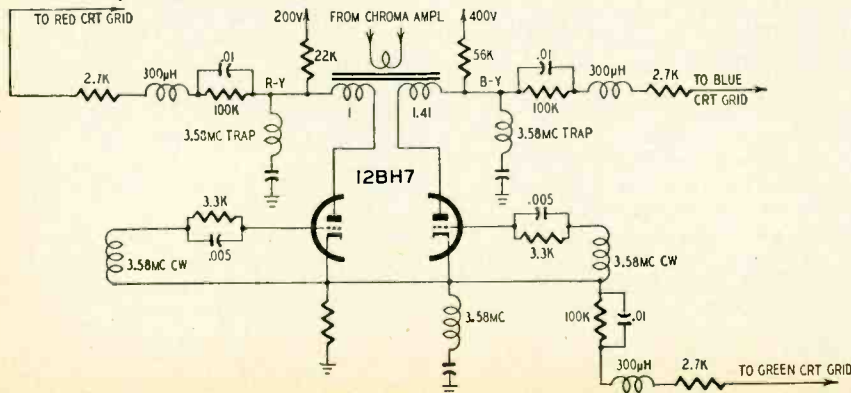 TO RED CRT GRID
200V
FROM CHROMA AMPL
400V
22K
56K
2.7K
300µH
.01
100K
R-Y
B-Y
.01
100K
300µH
2.7K
TO BLUE
CRT GRID
1
1.41
3.58MC TRAP
3.58MC TRAP
12BH7
3.3K
.005
.005
3.3K
3.58MC CW
3.58MC CW
3.58MC
100K
.01
300µH
2.7K
TO GREEN CRT GRID